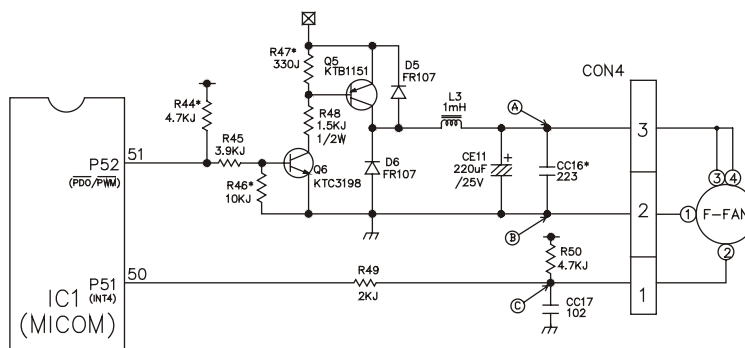 R47*
330J
Q5
KTB1151
D5
FR107
CON4
R44*
4.7KJ
R48
1.5KJ
/2W
L3
1mH
A
3
51
P52
(PDO/PWM)
R45
3.9KJ
Q6
KTC3198
R46*
10KJ
D6
FR107
CE11
220uF
/25V
+
CC16*
223
3
4
F-FAN
1
2
2
B
R50
4.7KJ
50
P51
(INT4)
R49
2KJ
C
CC17
102
1
IC1
(MICOM)